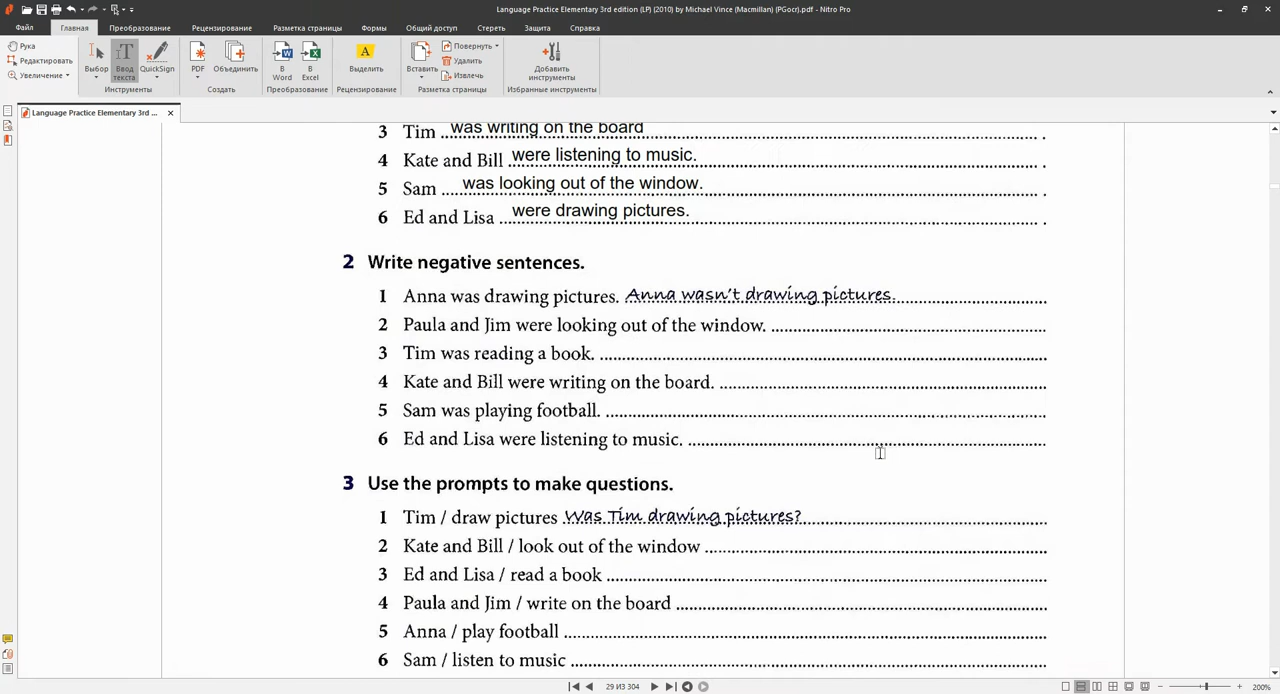 Language Practice Elementary 3rd edition (LP) (2010) by Michael Vince (Macmillan) (PGocr).pdf - Nitro Pro
Файл Главная Преобразование Рецензирование Разметка страницы Формы Общий доступ Стереть Защита Справка
Рука
Редактировать
Увеличение
Выбор
Ввод текста
QuickSign
Инструменты
PDF
Объединить
Создать
В Word
В Excel
Преобразование
Выделить
Рецензирование
Вставить
Повернуть
Удалить
Извлечь
Разметка страницы
Добавить инструменты
Избранные инструменты
Language Practice Elementary 3rd ...
3 Tim was writing on the board
4 Kate and Bill were listening to music.
5 Sam was looking out of the window.
6 Ed and Lisa were drawing pictures.
2 Write negative sentences.
1 Anna was drawing pictures. Anna wasn't drawing pictures.
2 Paula and Jim were looking out of the window.
3 Tim was reading a book.
4 Kate and Bill were writing on the board.
5 Sam was playing football.
6 Ed and Lisa were listening to music.
3 Use the prompts to make questions.
1 Tim / draw pictures Was Tim drawing pictures?
2 Kate and Bill / look out of the window
3 Ed and Lisa / read a book
4 Paula and Jim / write on the board
5 Anna / play football
6 Sam / listen to music
29 ИЗ 304
200%